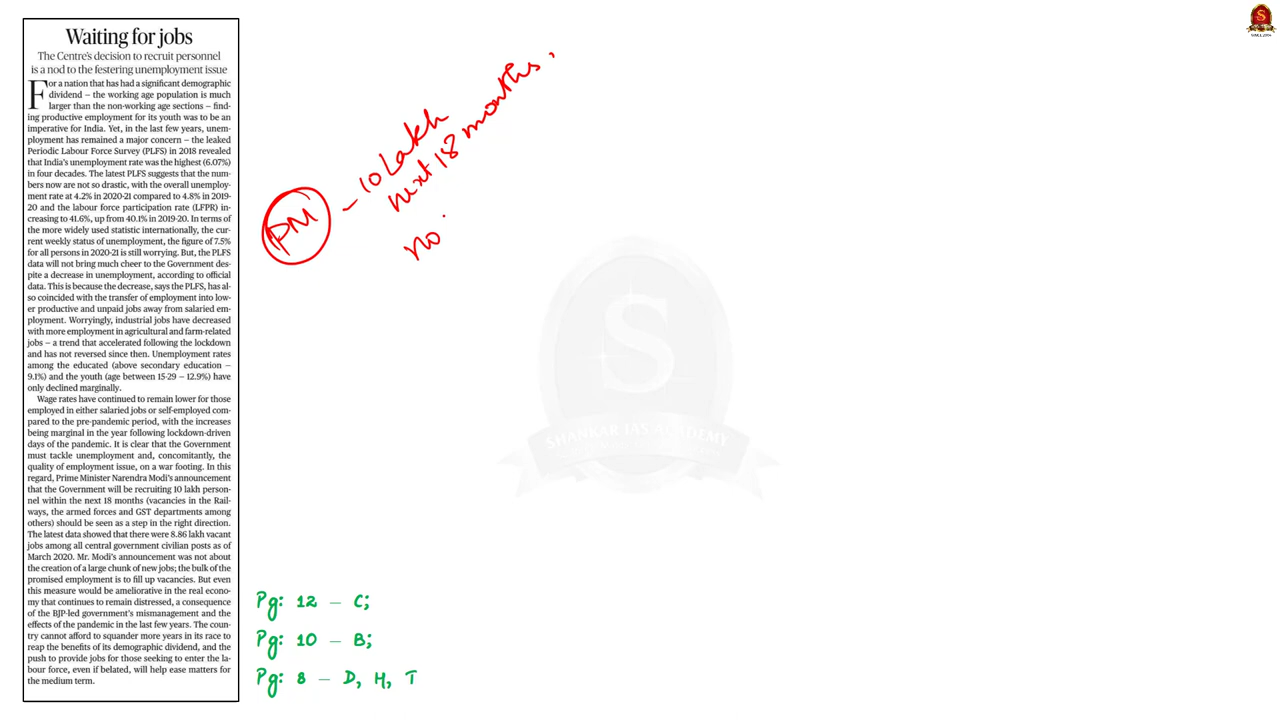 Waiting for jobs
The Centre's decision to recruit personnel
is a nod to the festering unemployment issue
For a nation that has had a significant demographic
dividend – the working age population is much
larger than the non-working age sections – find-
ing productive employment for its youth was to be an
imperative for India. Yet, in the last few years, unem-
ployment has remained a major concern – the leaked
Periodic Labour Force Survey (PLFS) in 2018 revealed
that India's unemployment rate was the highest (6.07%)
in four decades. The latest PLFS suggests that the num-
bers now are not so drastic, with the overall unemploy-
ment rate at 4.2% in 2020-21 compared to 4.8% in 2019-
20 and the labour force participation rate (LFPR) in-
creasing to 41.6%, up from 40.1% in 2019-20. In terms of
the more widely used statistic internationally, the cur-
rent weekly status of unemployment, the figure of 7.5%
for all persons in 2020-21 is still worrying. But, the PLFS
data will not bring much cheer to the Government des-
pite a decrease in unemployment, according to official
data. This is because the decrease, says the PLFS, has al-
so coincided with the transfer of employment into low-
er productive and unpaid jobs away from salaried em-
ployment. Worryingly, industrial jobs have decreased
with more employment in agricultural and farm-related
jobs – a trend that accelerated following the lockdown
and has not reversed since then. Unemployment rates
among the educated (above secondary education –
9.1%) and the youth (age between 15-29 – 12.9%) have
only declined marginally.
Wage rates have continued to remain lower for those
employed in either salaried jobs or self-employed com-
pared to the pre-pandemic period, with the increases
being marginal in the year following lockdown-driven
days of the pandemic. It is clear that the Government
must tackle unemployment and, concomitantly, the
quality of employment issue, on a war footing. In this
regard, Prime Minister Narendra Modi's announcement
that the Government will be recruiting 10 lakh person-
nel within the next 18 months (vacancies in the Rail-
ways, the armed forces and GST departments among
others) should be seen as a step in the right direction.
The latest data showed that there were 8.86 lakh vacant
jobs among all central government civilian posts as of
March 2020. Mr. Modi's announcement was not about
the creation of a large chunk of new jobs; the bulk of the
promised employment is to fill up vacancies. But even
this measure would be ameliorative in the real econo-
my that continues to remain distressed, a consequence
of the BJP-led government's mismanagement and the
effects of the pandemic in the last few years. The coun-
try cannot afford to squander more years in its race to
reap the benefits of its demographic dividend, and the
push to provide jobs for those seeking to enter the la-
bour force, even if belated, will help ease matters for
the medium term.
PM – 10 Lakh
next 18 months.
no
SHANKAR IAS ACADEMY
Pg: 12 – C;
Pg: 10 – B;
Pg: 8 – D, H, T